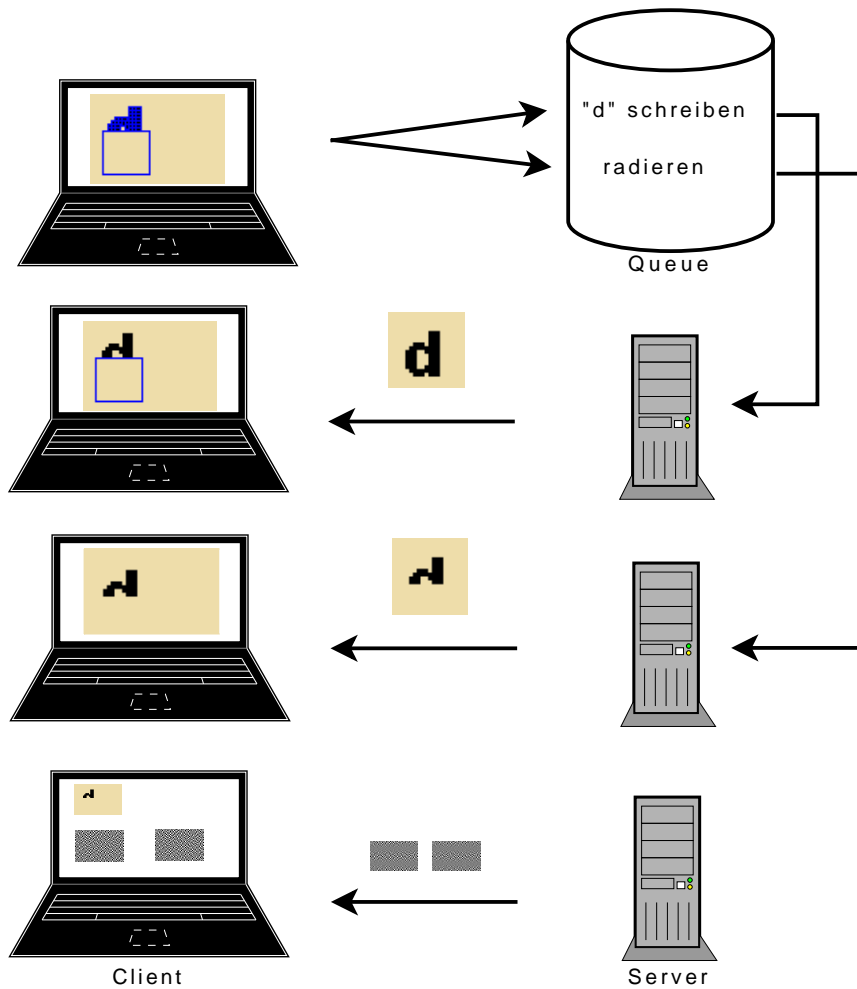 "d" schreiben
radieren
Queue
d
Client
Server